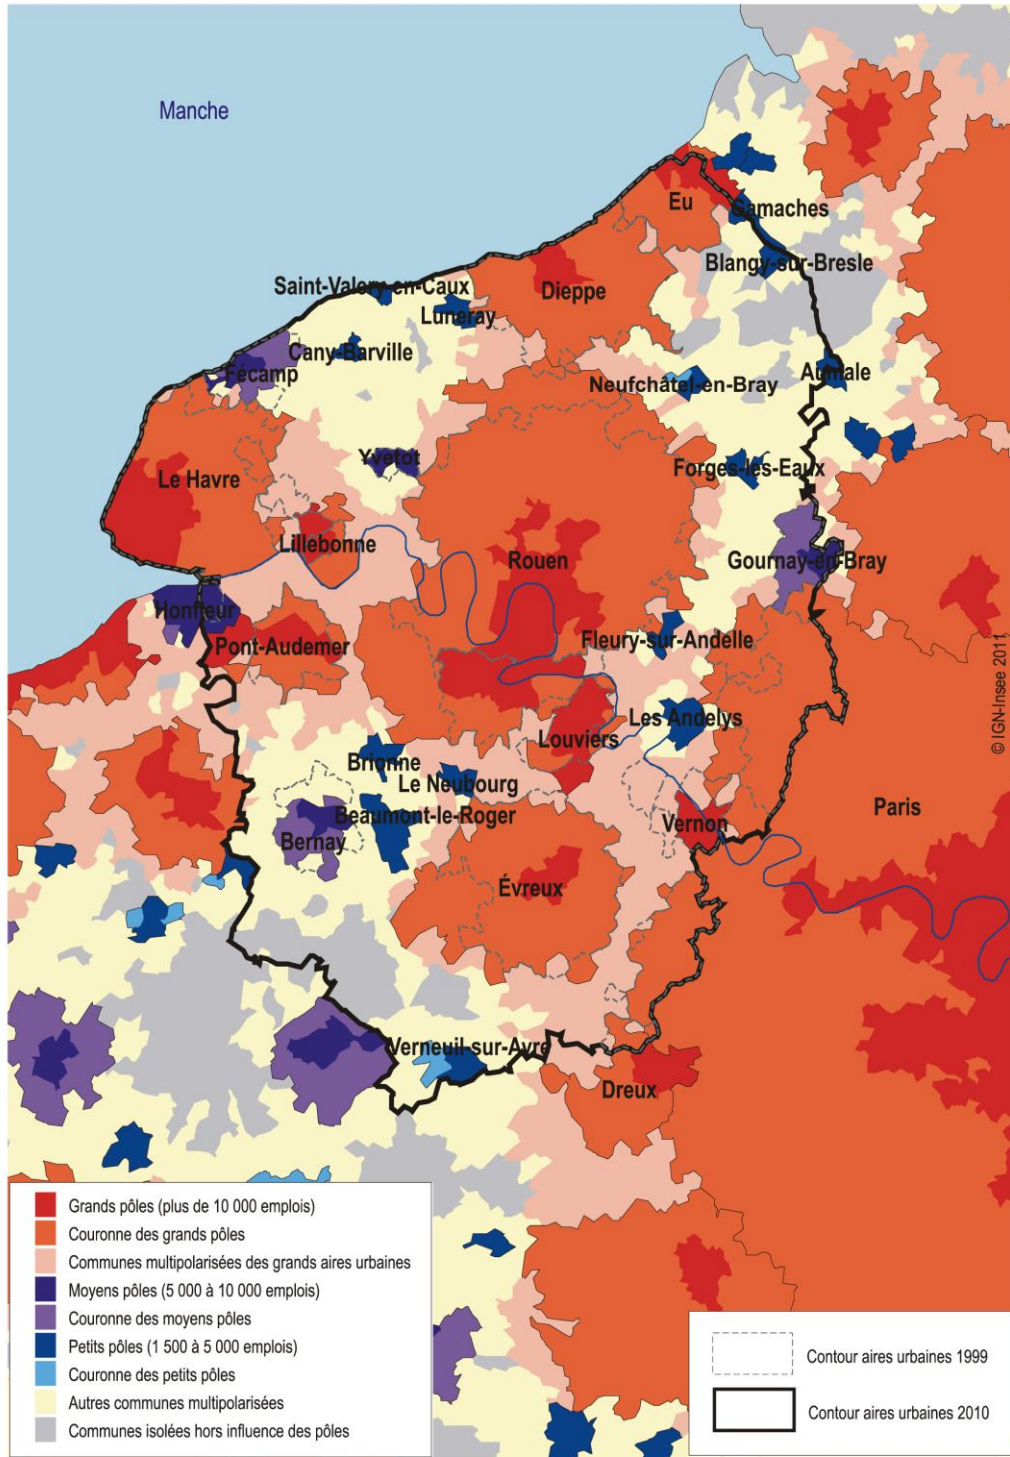 Manche
Eu
Gamaches
Blangy-sur-Bresle
Saint-Valery-en-Caux
Dieppe
Luneray
Cany-Barville
Fécamp
Neufchâtel-en-Bray
Aumale
Yvetot
Le Havre
Forges-les-Eaux
Lillebonne
Rouen
Gournay-en-Bray
Honfleur
Pont-Audemer
Fleury-sur-Andelle
© IGN-Insee 2011
Les Andelys
Louviers
Brionne
Le Neubourg
Paris
Beaumont-le-Roger
Vernon
Bernay
Évreux
Verneuil-sur-Avre
Dreux
Grands pôles (plus de 10 000 emplois)
Couronne des grands pôles
Communes multipolarisées des grands aires urbaines
Moyens pôles (5 000 à 10 000 emplois)
Couronne des moyens pôles
Petits pôles (1 500 à 5 000 emplois)
Couronne des petits pôles
Autres communes multipolarisées
Communes isolées hors influence des pôles
Contour aires urbaines 1999
Contour aires urbaines 2010